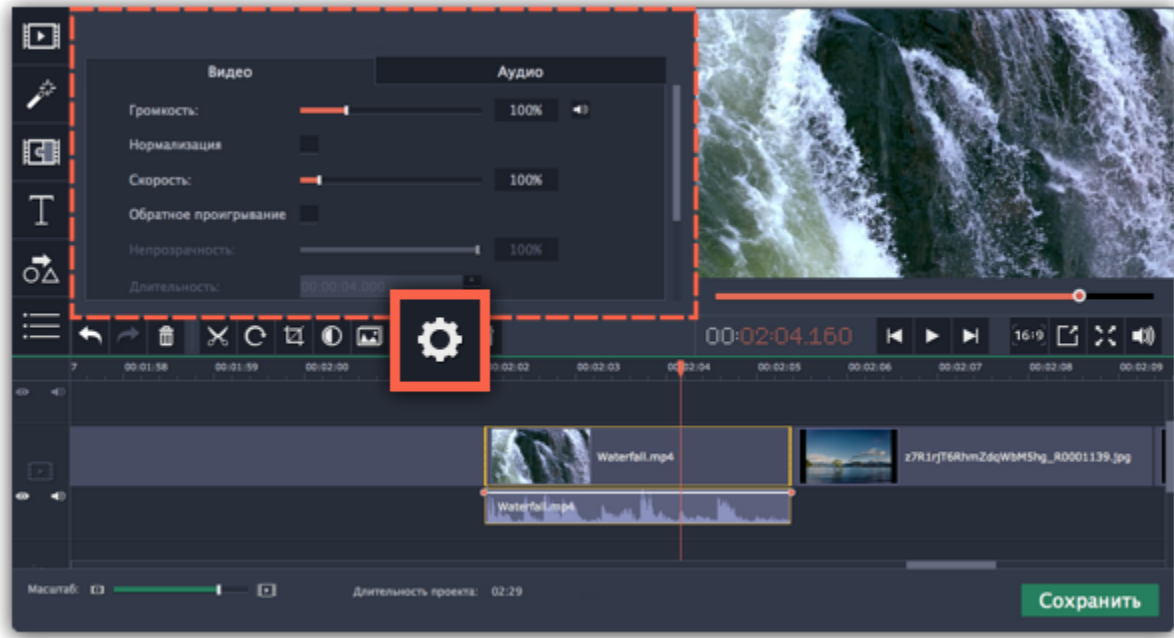 Видео
Аудио
Громкость:
100%
Нормализация
Скорость:
100%
Обратное проигрывание
Непрозрачность:
100%
Длительность:
00:00:04.000
T
00:02:04.160
16:9
7
00:01:58
00:01:59
00:02:00
00:02:02
00:02:03
00:02:04
00:02:05
00:02:06
00:02:07
00:02:08
00:02:09
Waterfall.mp4
z7R1rjT6RhmZdqWbM5hg_R0001139.jpg
Waterfall.mp4
Масштаб:
Длительность проекта: 02:29
Сохранить